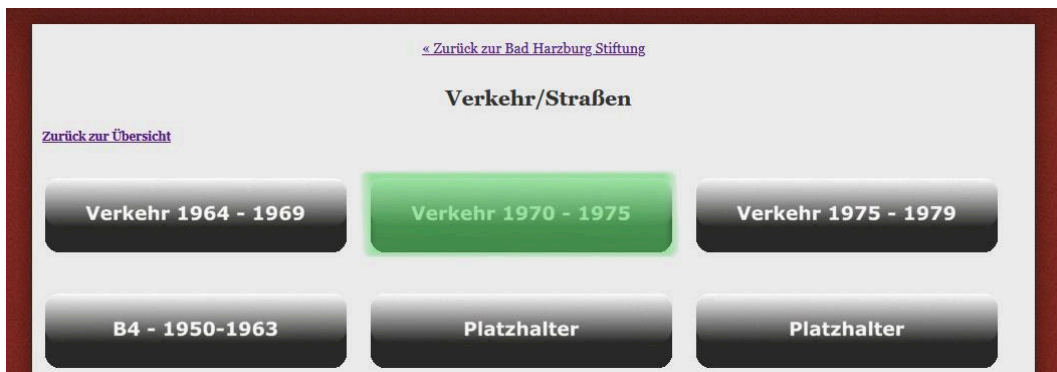 « Zurück zur Bad Harzburg Stiftung
Verkehr/Straßen
Zurück zur Übersicht
Verkehr 1964 - 1969
Verkehr 1970 - 1975
Verkehr 1975 - 1979
B4 - 1950-1963
Platzhalter
Platzhalter